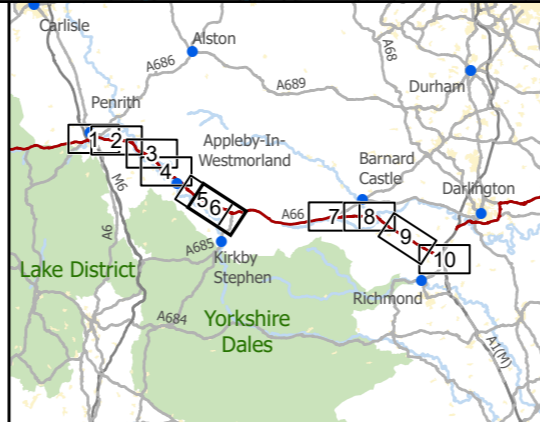 Carlisle
Alston
A686
A68
A689
Durham
Penrith
Appleby-In-
Westmorland
Barnard
Castle
Darlington
1
2
3
4
5
6
7
8
9
10
M6
A6
A66
A685
Kirkby
Stephen
Lake District
Richmond
A684
Yorkshire
Dales
A1(M)